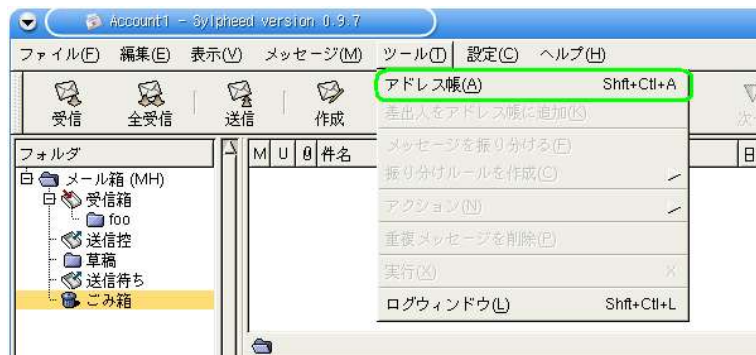 Account1 - Sylpheed version 0.9.7
ファイル(F) 編集(E) 表示(V) メッセージ(M) ツール(T) 設定(C) ヘルプ(H)
受信 全受信 送信 作成 次
アドレス帳(A) Shft+Ctl+A
差出人をアドレス帳に追加(K)
メッセージを振り分ける(F)
振り分けルールを作成(C)
アクション(N)
重複メッセージを削除(P)
実行(X) X
ログウィンドウ(L) Shft+Ctl+L
フォルダ
M U 件名 日
メール箱 (MH)
受信箱
foo
送信控
草稿
送信待ち
ごみ箱